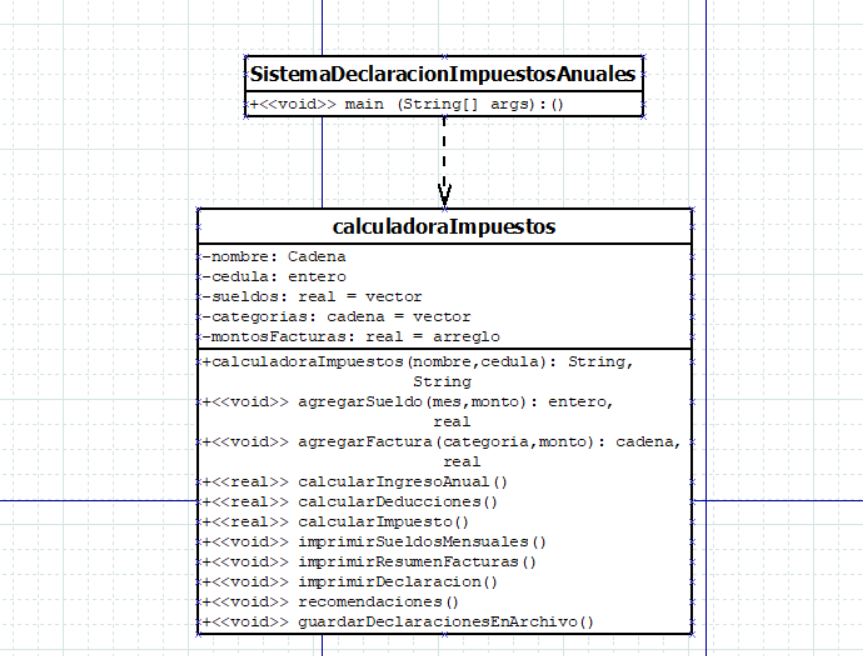 SistemaDeclaracionImpuestosAnuales
+<<void>> main (String[] args):()
calculadoraImpuestos
-nombre: Cadena
-cedula: entero
-sueldos: real = vector
-categorias: cadena = vector
-montosFacturas: real = arreglo
+calculadoraImpuestos(nombre,cedula): String,
String
+<<void>> agregarSueldo(mes,monto): entero,
real
+<<void>> agregarFactura(categoria,monto): cadena,
real
+<<real>> calcularIngresoAnual()
+<<real>> calcularDeducciones()
+<<real>> calcularImpuesto()
+<<void>> imprimirSueldosMensuales()
+<<void>> imprimirResumenFacturas()
+<<void>> imprimirDeclaracion()
+<<void>> recomendaciones()
+<<void>> guardarDeclaracionesEnArchivo()